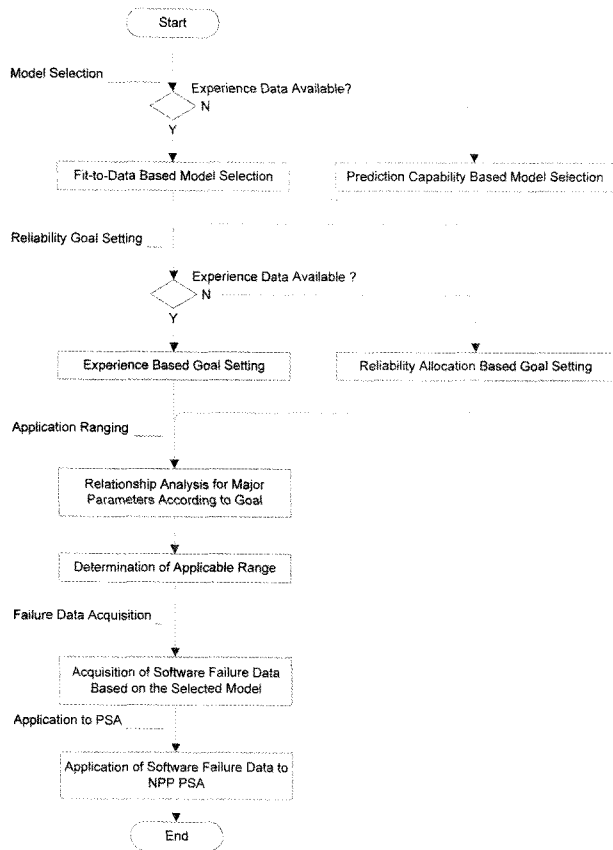 Start
Model Selection
Experience Data Available?
N
Y
Fit-to-Data Based Model Selection
Prediction Capability Based Model Selection
Reliability Goal Setting
Experience Data Available ?
N
Y
Experience Based Goal Setting
Reliability Allocation Based Goal Setting
Application Ranging
Relationship Analysis for Major
Parameters According to Goal
Determination of Applicable Range
Failure Data Acquisition
Acquisition of Software Failure Data
Based on the Selected Model
Application to PSA
Application of Software Failure Data to
NPP PSA
End